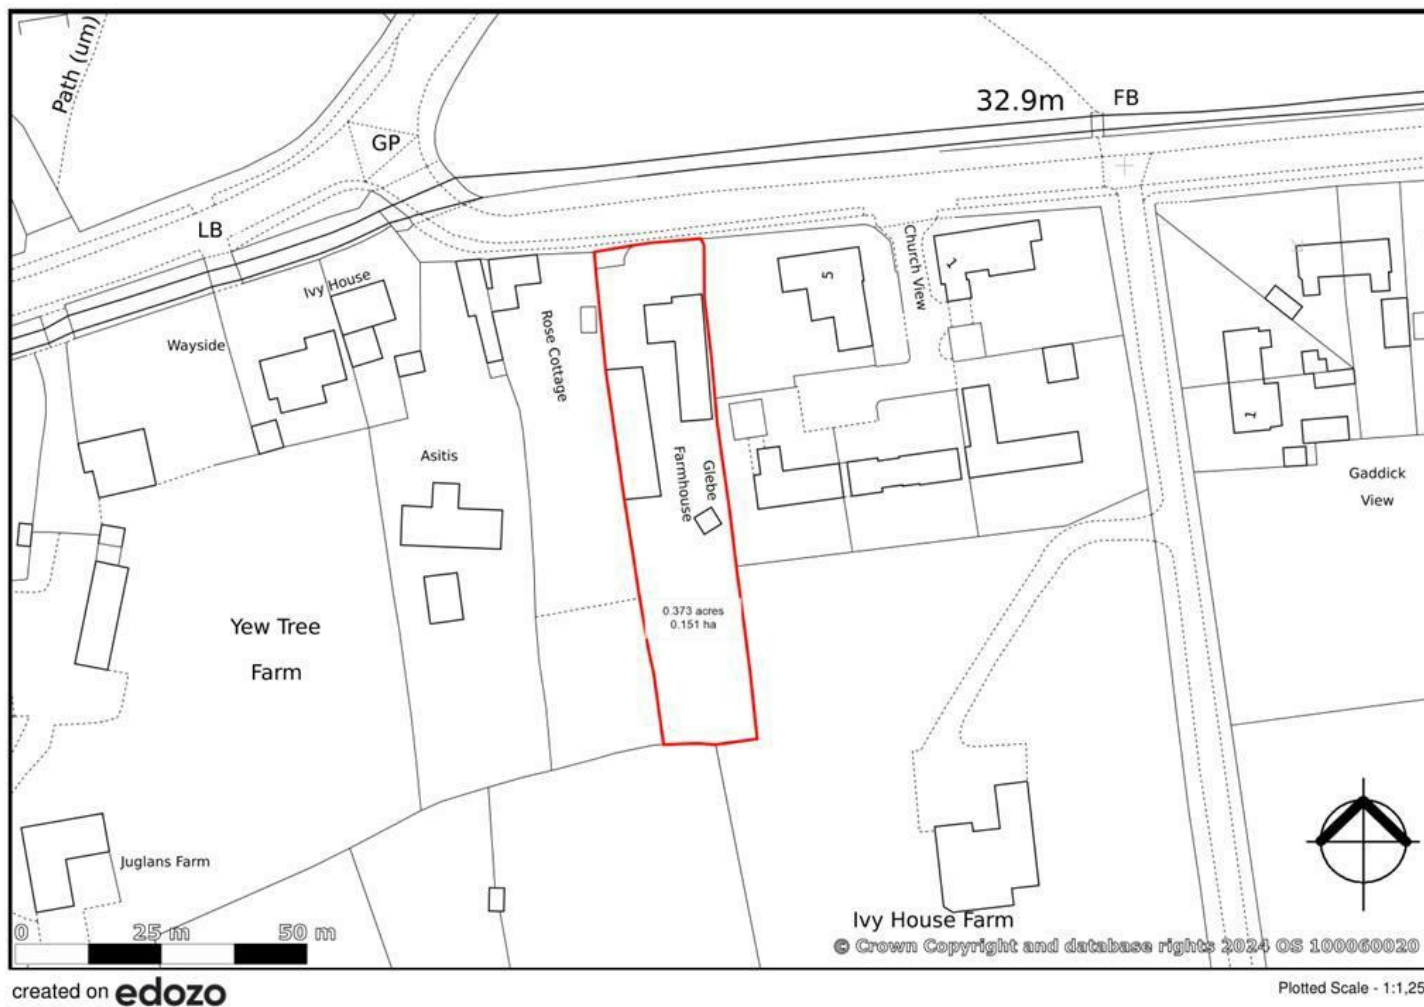 Path (um)
32.9m
FB
GP
LB
Church View
Ivy House
Wayside
5
1
Rose Cottage
Asitis
Glebe
Farmhouse
7
Gaddick
View
0.373 acres
0.151 ha
Yew Tree
Farm
Juglans Farm
Ivy House Farm
0 25 m 50 m
© Crown Copyright and database rights 2024 OS 100060020
created on edozo
Plotted Scale - 1:1,25